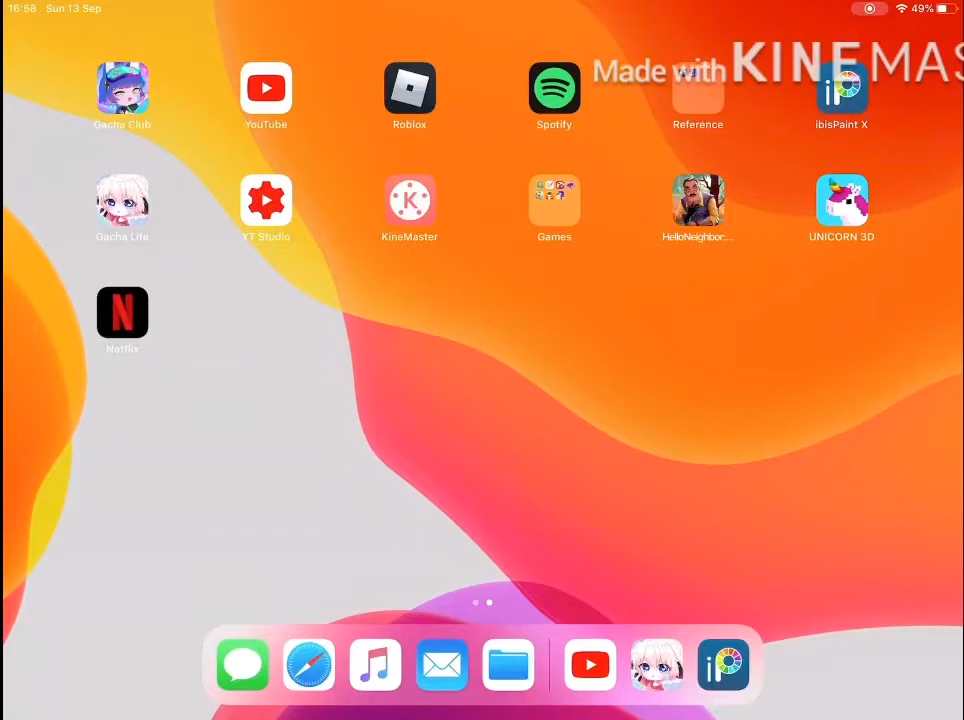 16:58 Sun 13 Sep
49%
Made with KINEMAS
Gacha Club
YouTube
Roblox
Spotify
Reference
ibisPaint X
Gacha Life
YT Studio
KineMaster
Games
HelloNeighbor:...
UNICORN 3D
Netflix